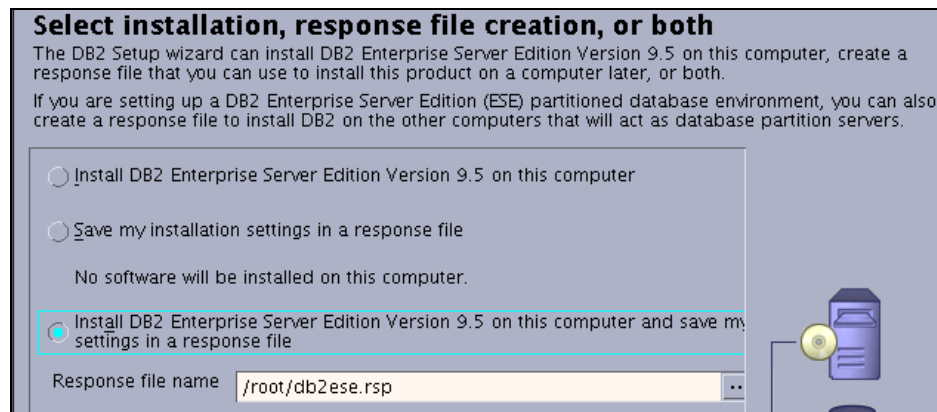 Select installation, response file creation, or both
The DB2 Setup wizard can install DB2 Enterprise Server Edition Version 9.5 on this computer, create a
response file that you can use to install this product on a computer later, or both.
If you are setting up a DB2 Enterprise Server Edition (ESE) partitioned database environment, you can also
create a response file to install DB2 on the other computers that will act as database partition servers.
Install DB2 Enterprise Server Edition Version 9.5 on this computer
Save my installation settings in a response file
No software will be installed on this computer.
Install DB2 Enterprise Server Edition Version 9.5 on this computer and save my
settings in a response file
Response file name /root/db2ese.rsp ..